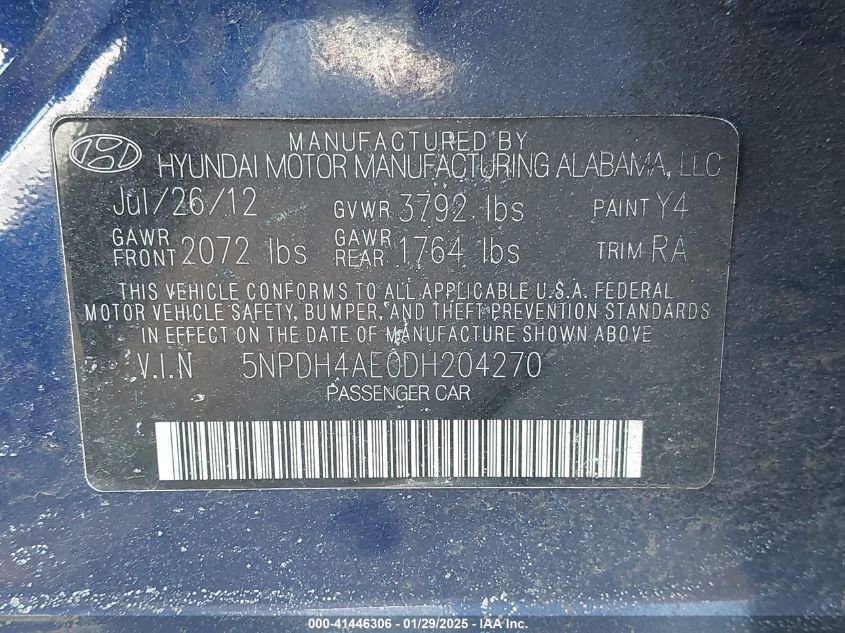 MANUFACTURED BY
HYUNDAI MOTOR MANUFACTURING ALABAMA, LLC
Jul/26/12 GVWR 3792 lbs PAINT Y4
GAWR FRONT 2072 lbs GAWR REAR 1764 lbs TRIM RA
THIS VEHICLE CONFORMS TO ALL APPLICABLE U.S.A. FEDERAL
MOTOR VEHICLE SAFETY, BUMPER, AND THEFT PREVENTION STANDARDS
IN EFFECT ON THE DATE OF MANUFACTURE SHOWN ABOVE
V.I.N 5NPDH4AE0DH204270
PASSENGER CAR
000-41446306 - 01/29/2025 - IAA Inc.